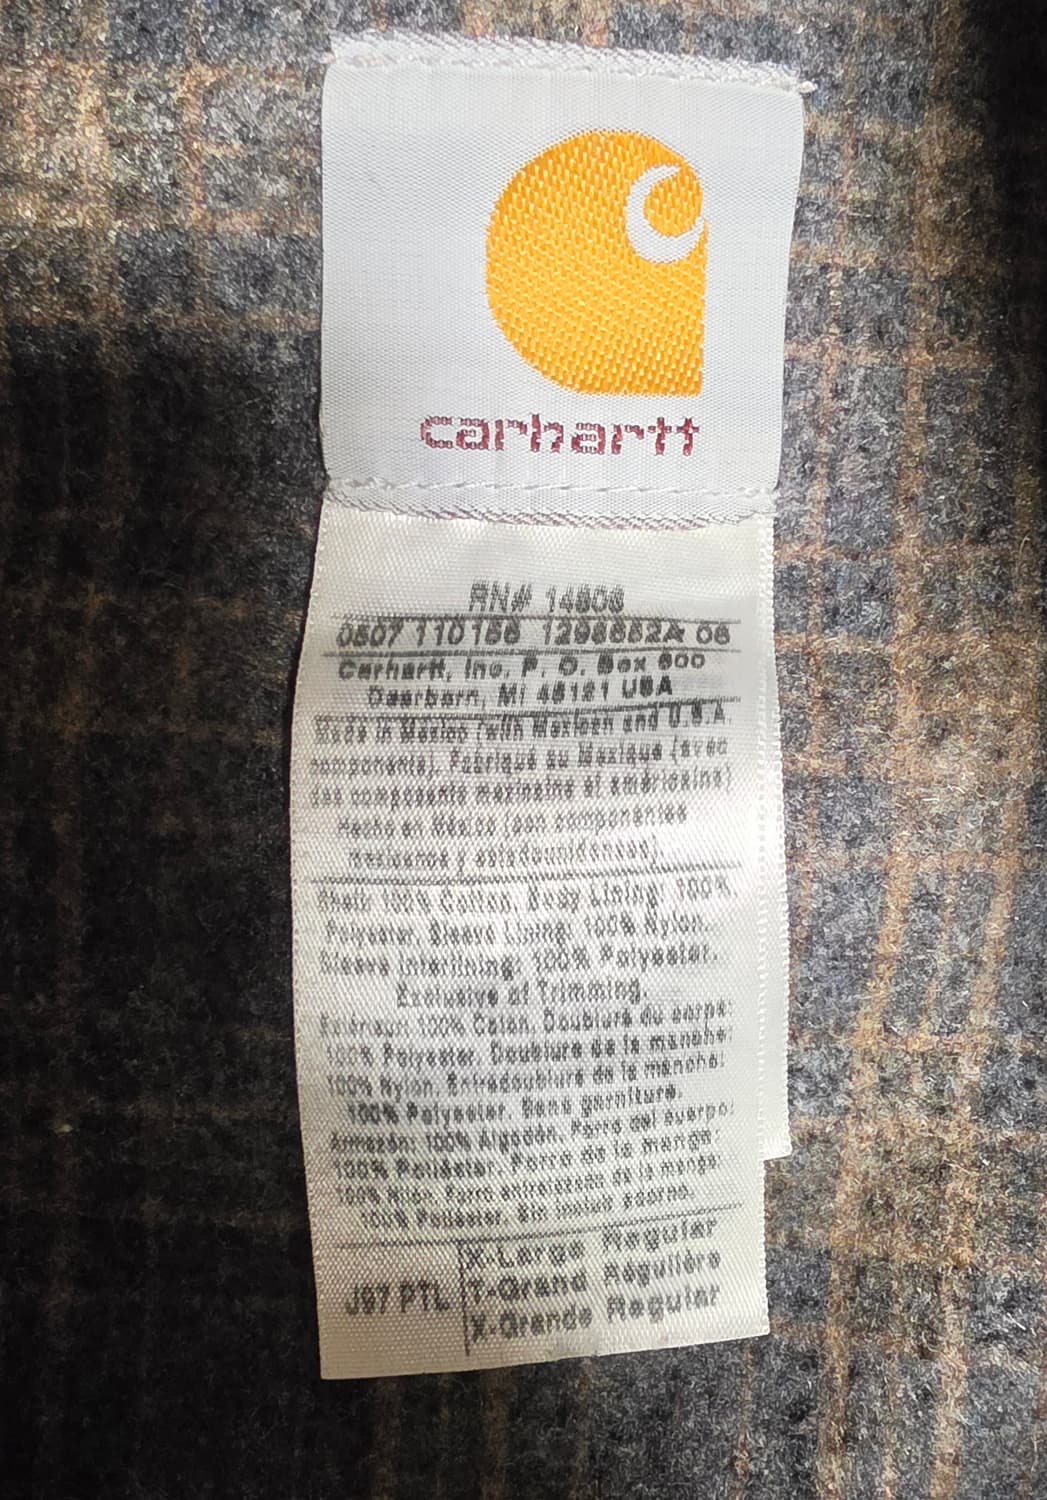 carhartt
RN# 14806
0507 110166 1298652A 06
Carhartt, Inc. P. O. Box 600
Dearborn, MI 48121 USA
Made in Mexico (with Mexican and U.S.A.
components). Fabriqué au Mexique (avec
des composants mexicains et américains)
Hecho en México (con componentes
mexicanos y estadounidenses).
Shell: 100% Cotton. Body Lining: 100%
Polyester. Sleeve Lining: 100% Nylon.
Sleeve Interlining: 100% Polyester.
Exclusive of Trimming.
Extérieur: 100% Coton. Doublure du corps:
100% Polyester. Doublure de la manche:
100% Nylon. Entredoublure de la manche:
100% Polyester. Sans garniture.
Armazón: 100% Algodón. Forro del cuerpo:
100% Poliéster. Forro de la manga:
100% Nilon. Forro entrelazado de la manga:
100% Poliéster. Sin incluir adorno.
J97 PTL
X-Large Regular
T-Grand Régulière
X-Grande Regular